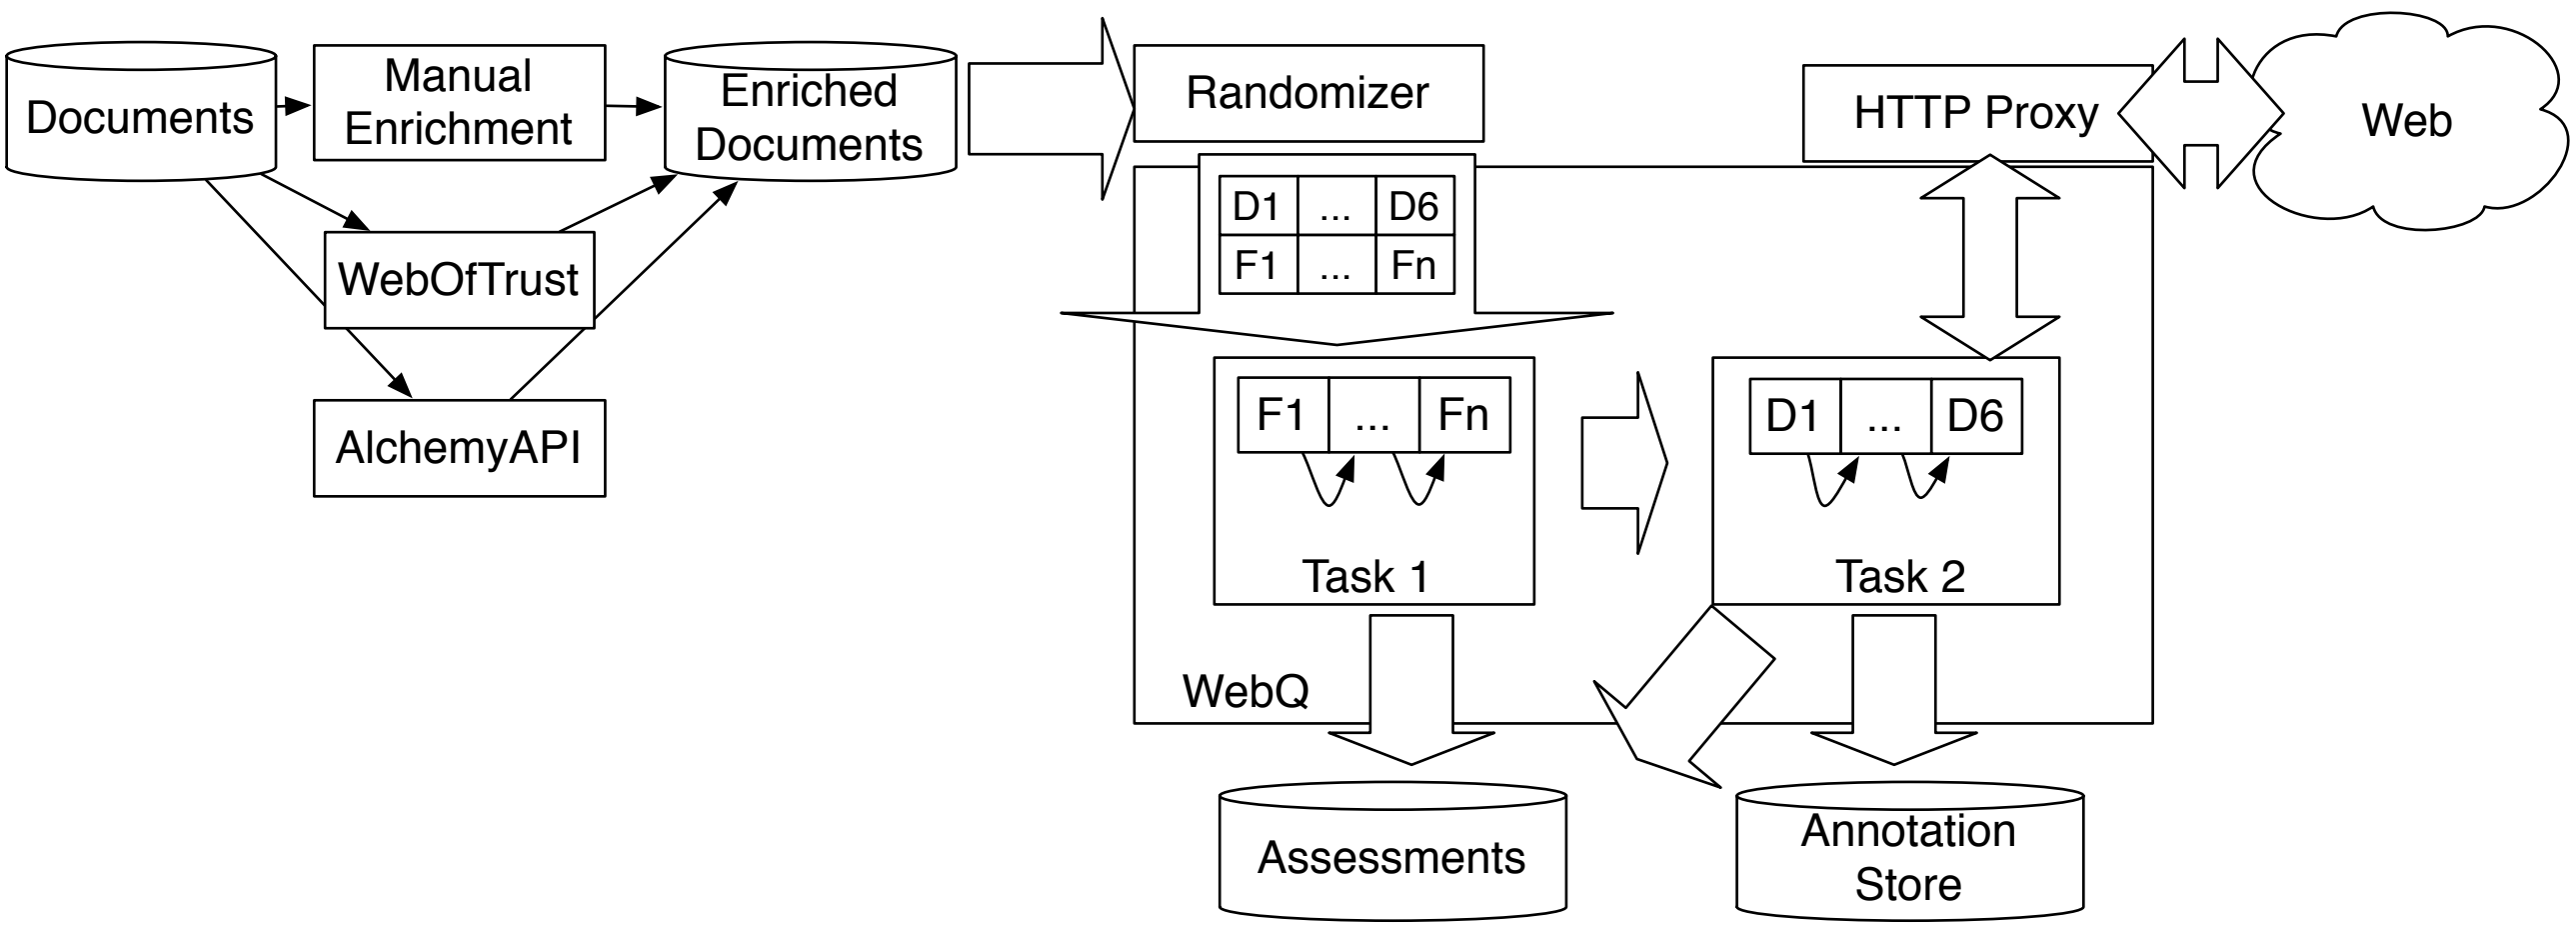 Documents
Manual
Enrichment
Enriched
Documents
WebOfTrust
AlchemyAPI
Randomizer
HTTP Proxy
Web
D1 ... D6
F1 ... Fn
F1 ... Fn
Task 1
D1 ... D6
Task 2
WebQ
Assessments
Annotation
Store